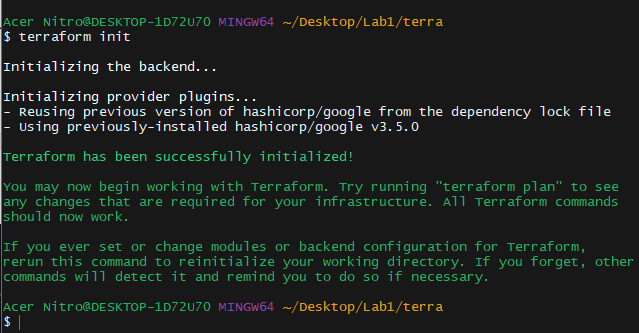 Acer Nitro@DESKTOP-1D72U70 MINGW64 ~/Desktop/Lab1/terra
$ terraform init
Initializing the backend...
Initializing provider plugins...
- Reusing previous version of hashicorp/google from the dependency lock file
- Using previously-installed hashicorp/google v3.5.0
Terraform has been successfully initialized!
You may now begin working with Terraform. Try running "terraform plan" to see
any changes that are required for your infrastructure. All Terraform commands
should now work.
If you ever set or change modules or backend configuration for Terraform,
rerun this command to reinitialize your working directory. If you forget, other
commands will detect it and remind you to do so if necessary.
Acer Nitro@DESKTOP-1D72U70 MINGW64 ~/Desktop/Lab1/terra
$